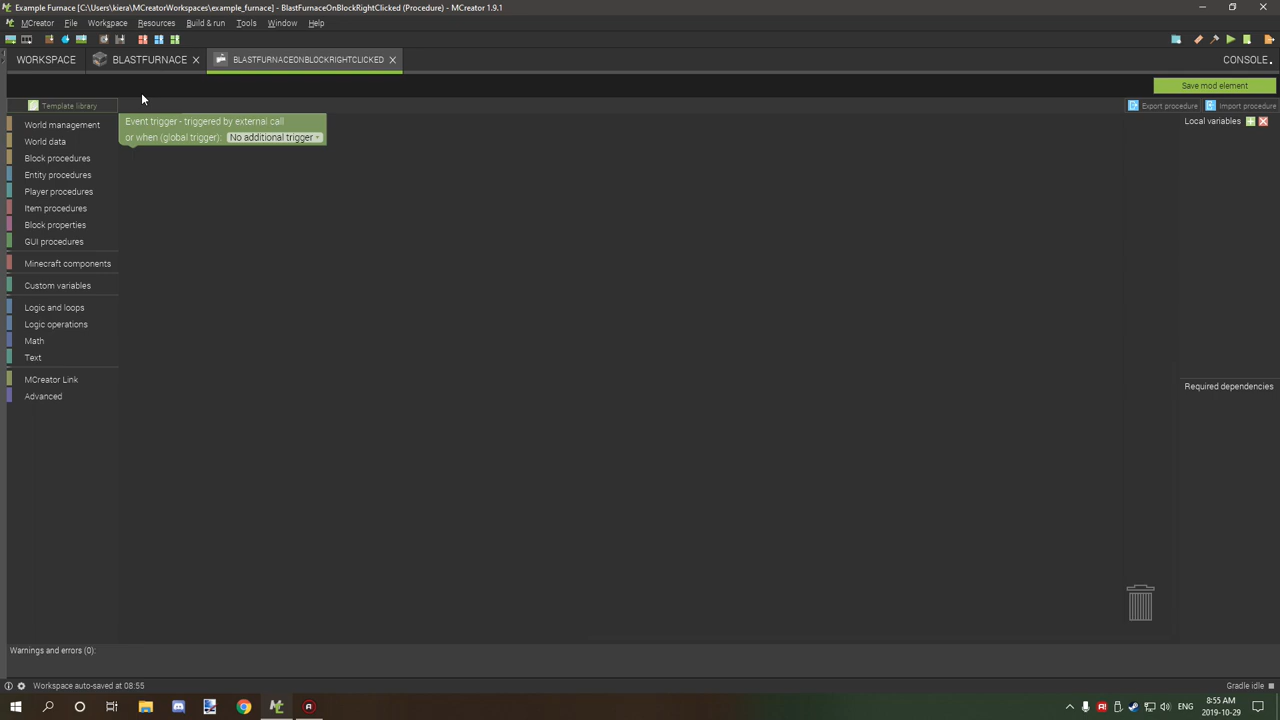 Example Furnace [C:\Users\kiera\MCreatorWorkspaces\example_furnace] - BlastFurnaceOnBlockRightClicked (Procedure) - MCreator 1.9.1
MCreator File Workspace Resources Build & run Tools Window Help
WORKSPACE BLASTFURNACE BLASTFURNACEONBLOCKRIGHTCLICKED CONSOLE
Save mod element
Template library Export procedure Import procedure
Event trigger - triggered by external call
or when (global trigger): No additional trigger
Local variables
World management
World data
Block procedures
Entity procedures
Player procedures
Item procedures
Block properties
GUI procedures
Minecraft components
Custom variables
Logic and loops
Logic operations
Math
Text
MCreator Link
Advanced
Required dependencies
Warnings and errors (0):
Workspace auto-saved at 08:55 Gradle idle
ENG 8:55 AM
2019-10-29